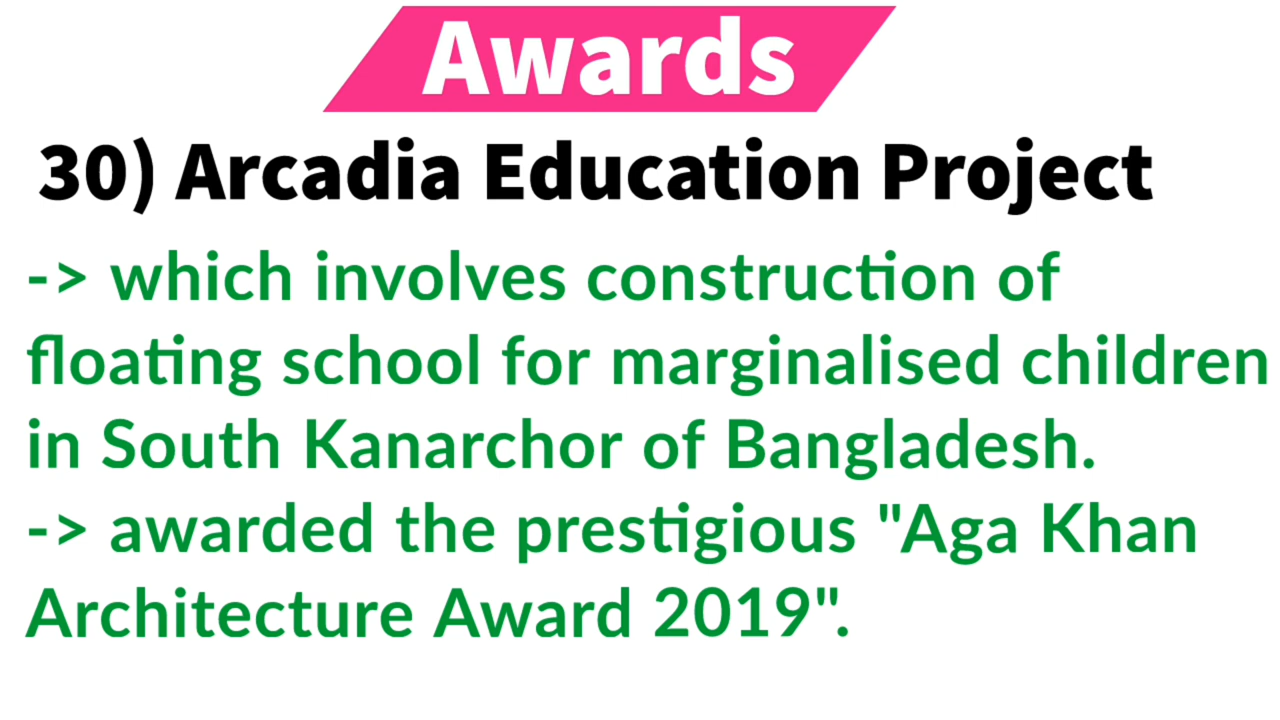 Awards
30) Arcadia Education Project
-> which involves construction of
floating school for marginalised children
in South Kanarchor of Bangladesh.
-> awarded the prestigious "Aga Khan
Architecture Award 2019".